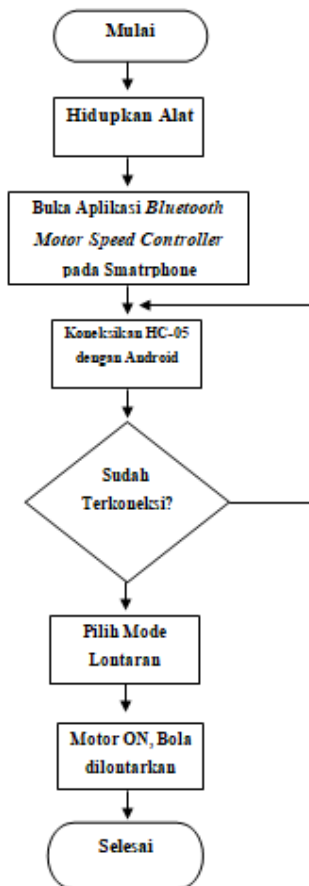 Mulai
Hidupkan Alat
Buka Aplikasi Bluetooth
Motor Speed Controller
pada Smatrphone
Koneksikan HC-05
dengan Android
Sudah
Terkoneksi?
Pilih Mode
Lontaran
Motor ON, Bola
dilontarkan
Selesai